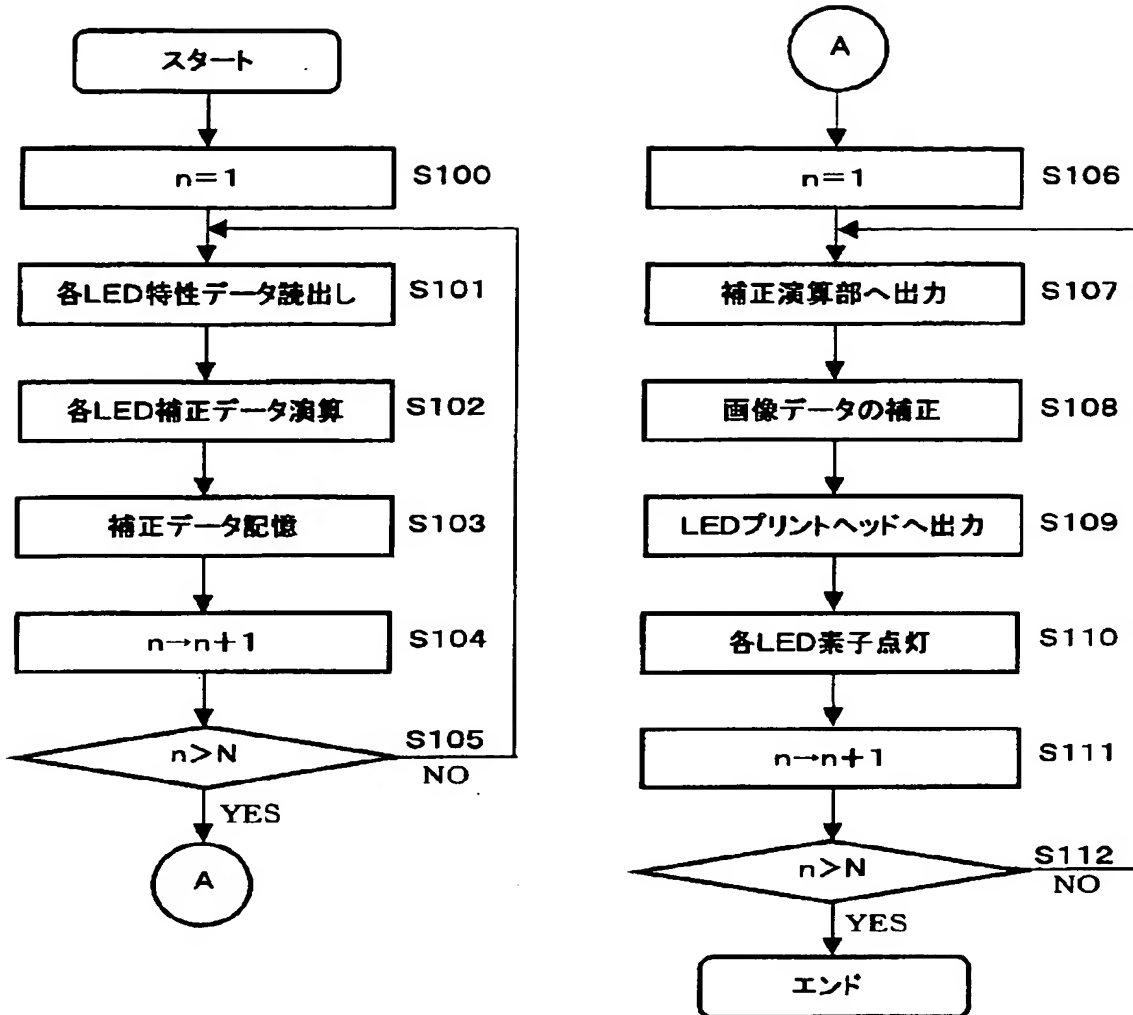 スタート
n=1 S100
各LED特性データ読出し S101
各LED補正データ演算 S102
補正データ記憶 S103
n→n+1 S104
n>N S105
NO
YES
A
A
n=1 S106
補正演算部へ出力 S107
画像データの補正 S108
LEDプリントヘッドへ出力 S109
各LED素子点灯 S110
n→n+1 S111
n>N S112
NO
YES
エンド